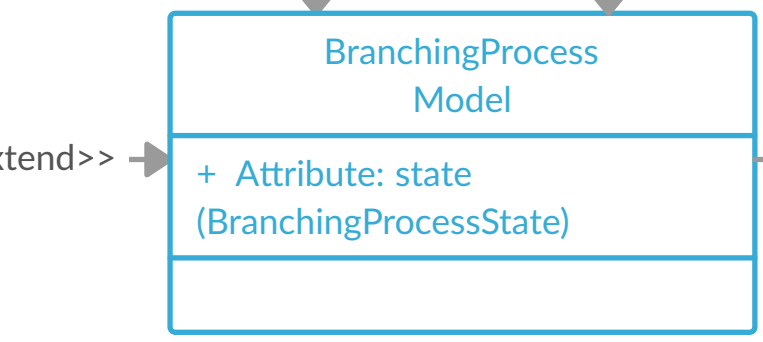 BranchingProcess
Model
xtend>>
+ Attribute: state
(BranchingProcessState)